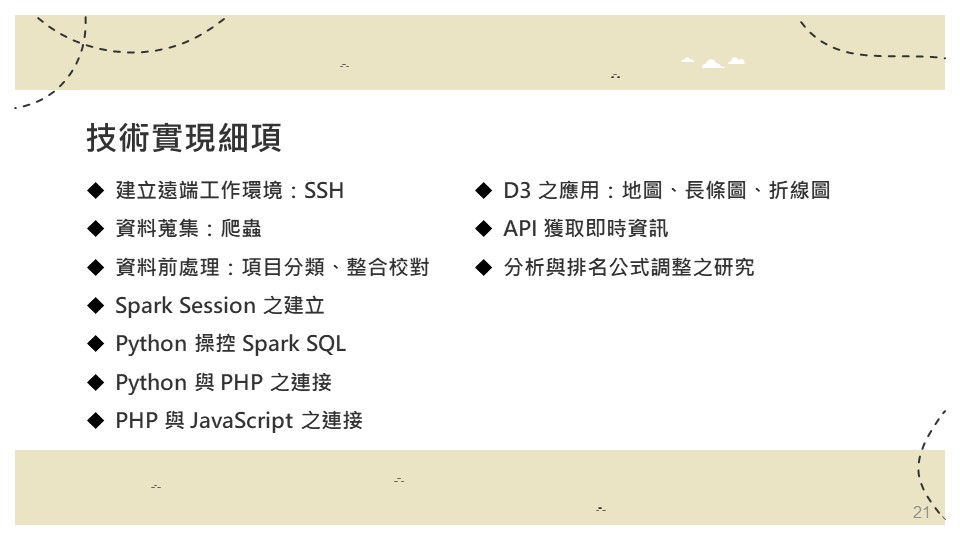 技術實現細項
◆ 建立遠端工作環境：SSH
◆ 資料蒐集：爬蟲
◆ 資料前處理：項目分類、整合校對
◆ Spark Session 之建立
◆ Python 操控 Spark SQL
◆ Python 與 PHP 之連接
◆ PHP 與 JavaScript 之連接
◆ D3 之應用：地圖、長條圖、折線圖
◆ API 獲取即時資訊
◆ 分析與排名公式調整之研究
21